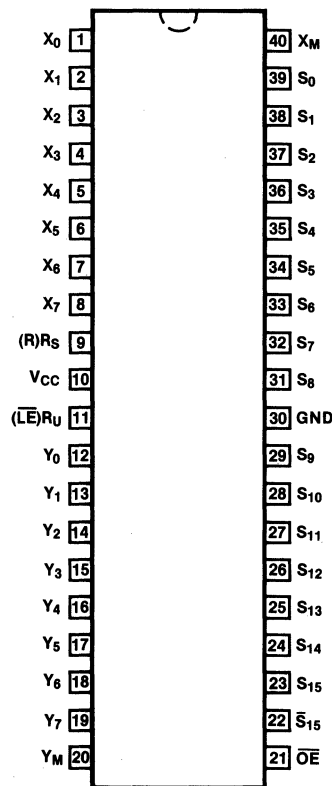 X0 1 40 XM
X1 2 39 S0
X2 3 38 S1
X3 4 37 S2
X4 5 36 S3
X5 6 35 S4
X6 7 34 S5
X7 8 33 S6
(R)RS 9 32 S7
VCC 10 31 S8
(L̅E̅)RU 11 30 GND
Y0 12 29 S9
Y1 13 28 S10
Y2 14 27 S11
Y3 15 26 S12
Y4 16 25 S13
Y5 17 24 S14
Y6 18 23 S15
Y7 19 22 S̅15
YM 20 21 O̅E̅